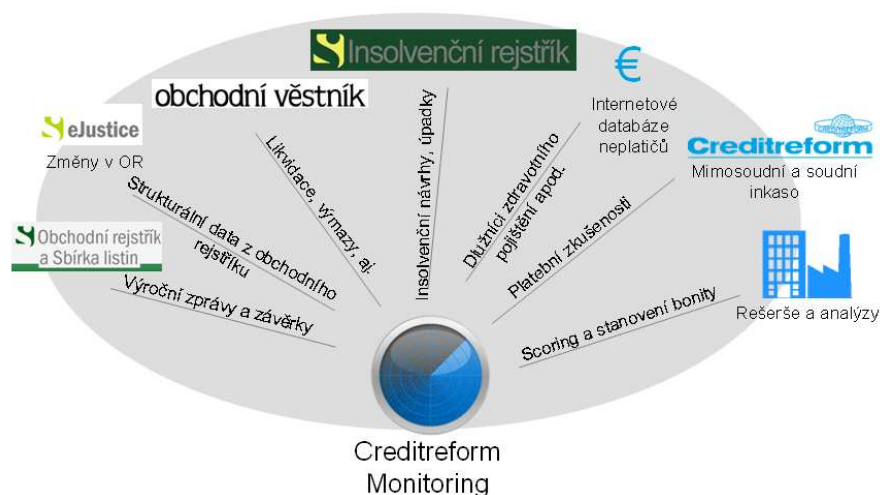 Insolvenční rejstřík
obchodní věstník
eJustice
Změny v OR
Obchodní rejstřík
a Sbírka listin
€
Internetové
databáze
neplatičů
Creditreform
Mimosoudní a soudní
inkaso
Rešerše a analýzy
Výroční zprávy a závěrky
Strukturální data z obchodního
rejstříku
Likvidace, výmazy, aj.
Insolvenční návrhy, úpadky
Dlužníci zdravotního
pojištění apod.
Platební zkušenosti
Scoring a stanovení bonity
Creditreform
Monitoring